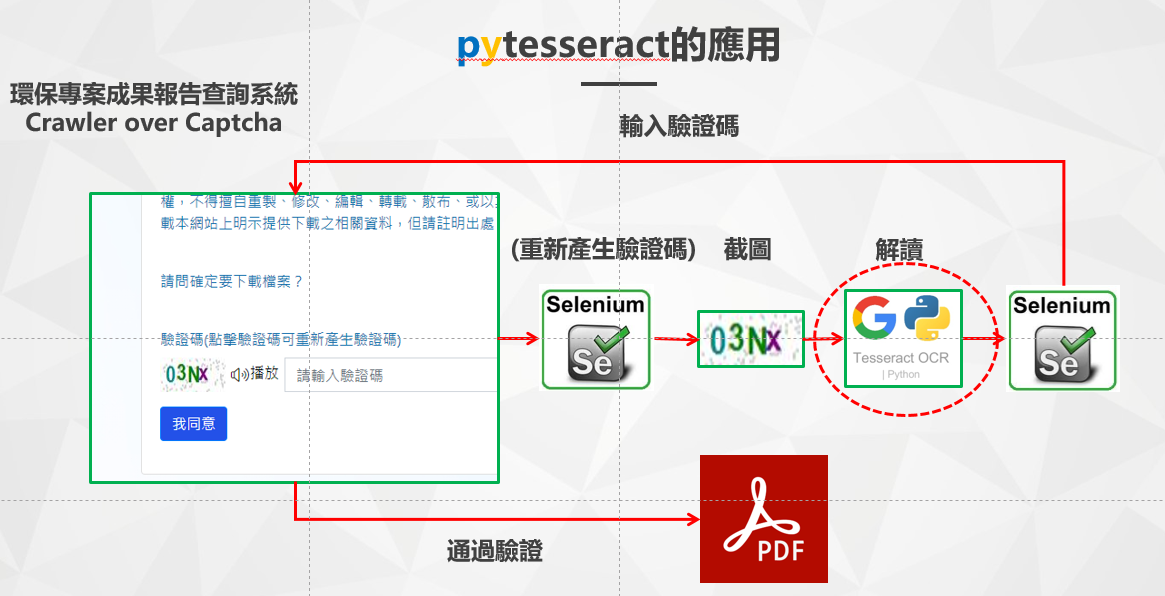 pytesseract的應用
環保專案成果報告查詢系統
Crawler over Captcha
輸入驗證碼
權，不得擅自重製、修改、編輯、轉載、散布、或以
載本網站上明示提供下載之相關資料，但請註明出處
請問確定要下載檔案？
驗證碼(點擊驗證碼可重新產生驗證碼)
03Nx 播放 請輸入驗證碼
我同意
(重新產生驗證碼) 截圖 解讀
Selenium
Se
03Nx
Tesseract OCR
| Python
Selenium
Se
通過驗證
PDF